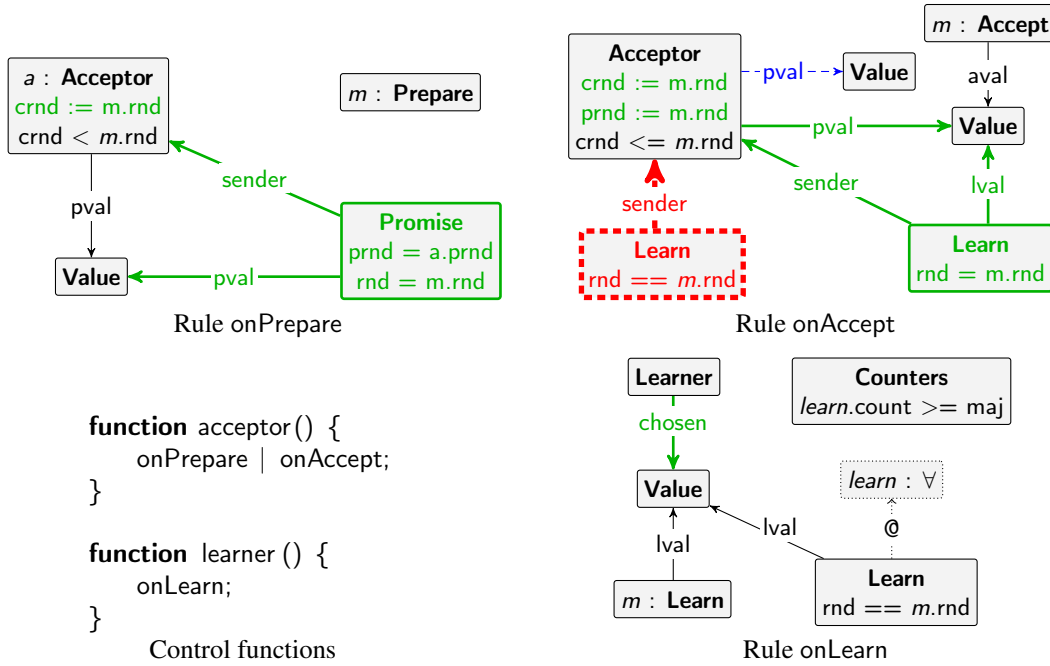 a : Acceptor
crnd := m.rnd
crnd < m.rnd
m : Prepare
sender
pval
Promise
prnd = a.prnd
rnd = m.rnd
Value
pval
Rule onPrepare
m : Accept
Acceptor
crnd := m.rnd
prnd := m.rnd
crnd <= m.rnd
pval
Value
aval
pval
Value
sender
sender
lval
Learn
rnd == m.rnd
Learn
rnd = m.rnd
Rule onAccept
function acceptor() {
onPrepare | onAccept;
}
function learner () {
onLearn;
}
Control functions
Learner
Counters
learn.count >= maj
chosen
Value
learn : ∀
lval
lval
@
m : Learn
Learn
rnd == m.rnd
Rule onLearn